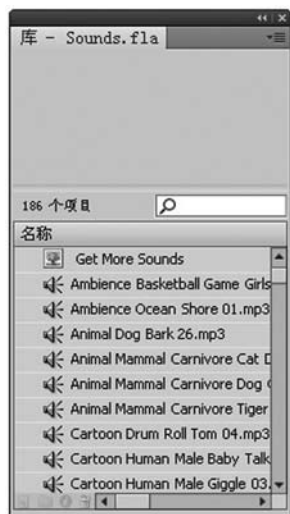 库 - Sounds.fla
186 个项目
名称
Get More Sounds
Ambience Basketball Game Girls
Ambience Ocean Shore 01.mp3
Animal Dog Bark 26.mp3
Animal Mammal Carnivore Cat D
Animal Mammal Carnivore Dog
Animal Mammal Carnivore Tiger
Cartoon Drum Roll Tom 04.mp3
Cartoon Human Male Baby Talk
Cartoon Human Male Giggle 03.